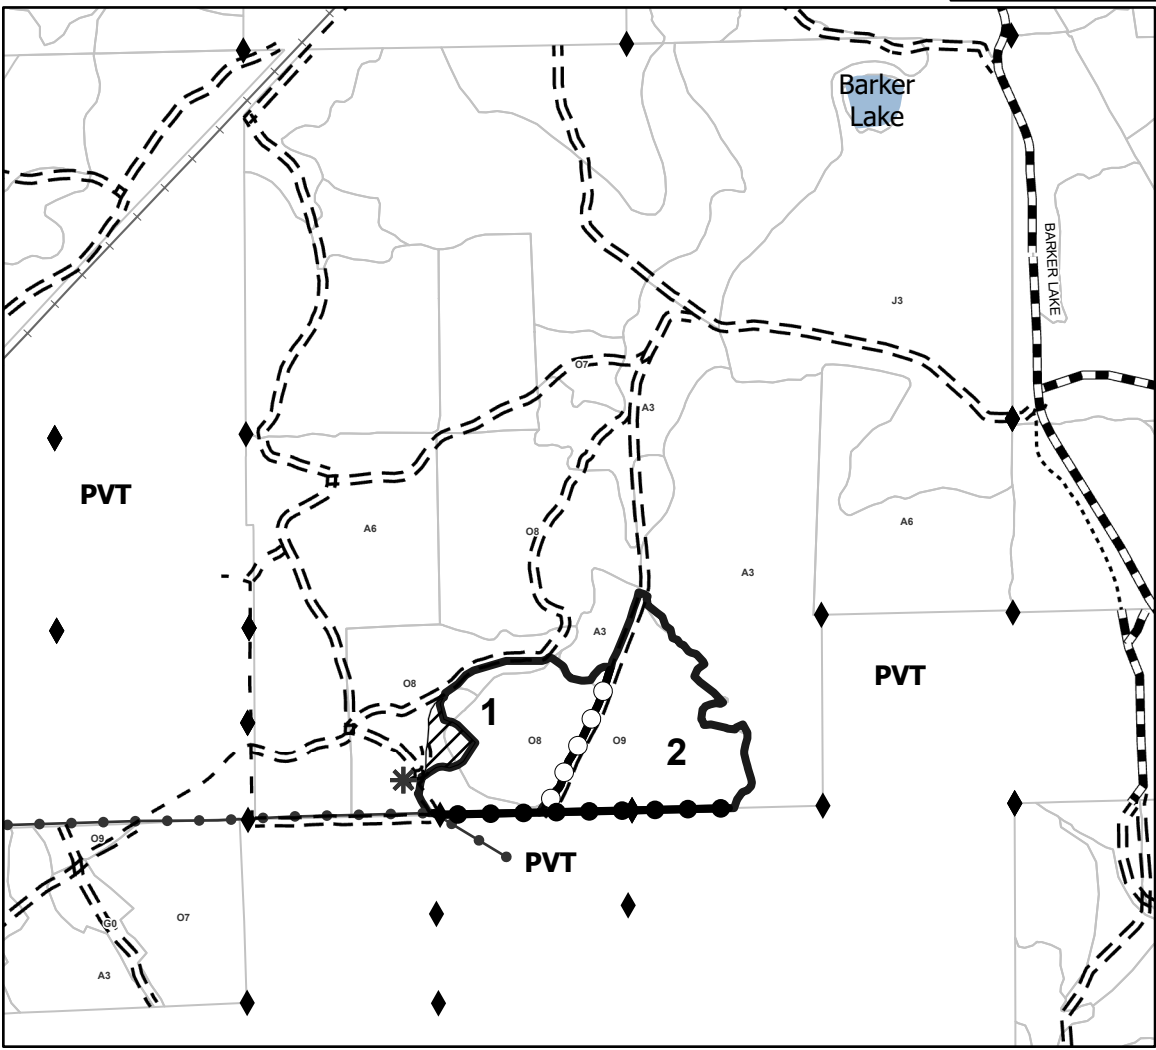 Barker
Lake
BARKER LAKE
J3
O7
A3
PVT
A6
O8
A6
A3
A3
PVT
O8
1
O8
O9
2
O9
PVT
G0
O7
A3